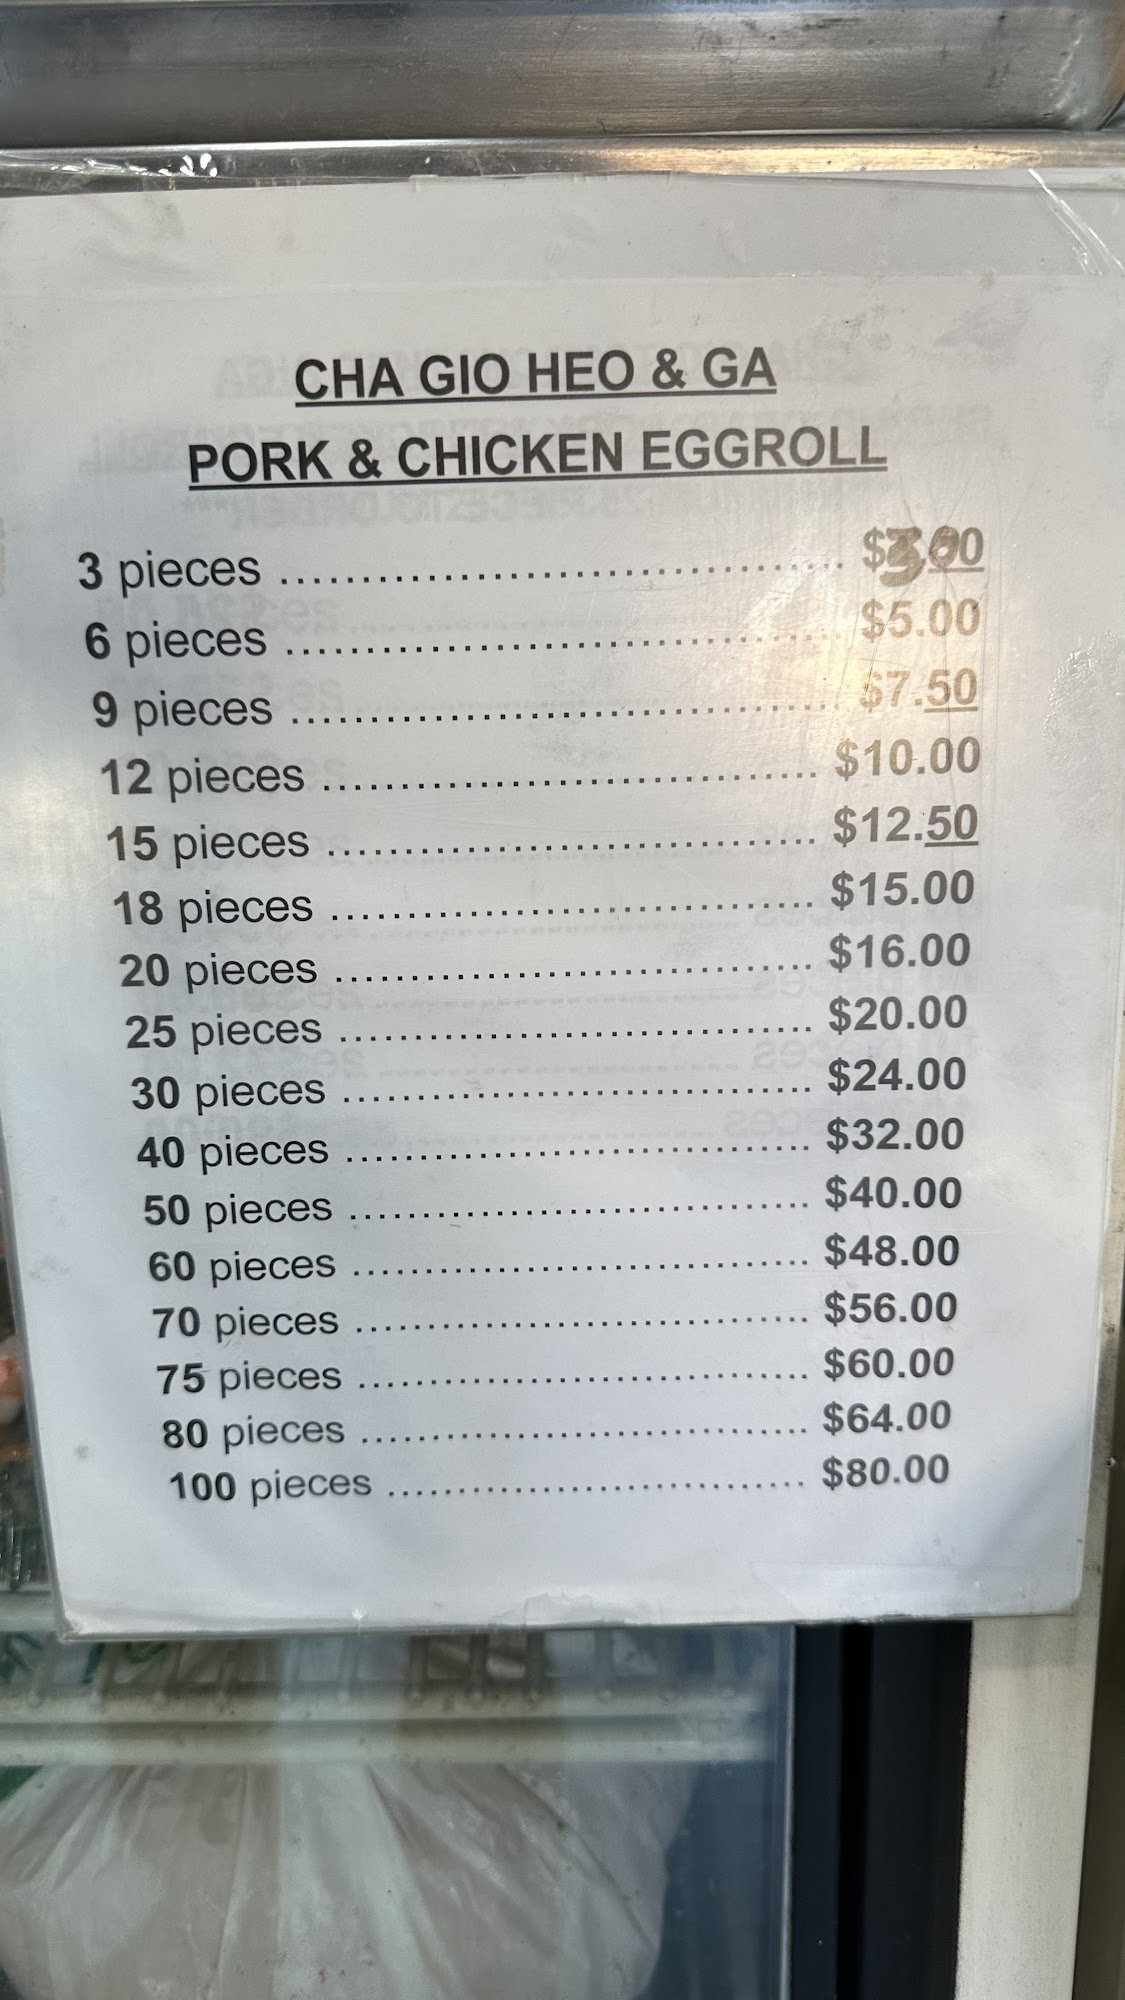 CHA GIO HEO & GA
PORK & CHICKEN EGGROLL
3 pieces ................................... $3.00
6 pieces ................................... $5.00
9 pieces ................................... $7.50
12 pieces ................................ $10.00
15 pieces ................................ $12.50
18 pieces ................................ $15.00
20 pieces ................................ $16.00
25 pieces ................................ $20.00
30 pieces ................................ $24.00
40 pieces ................................ $32.00
50 pieces ................................ $40.00
60 pieces ................................ $48.00
70 pieces ................................ $56.00
75 pieces ................................ $60.00
80 pieces ................................ $64.00
100 pieces .............................. $80.00